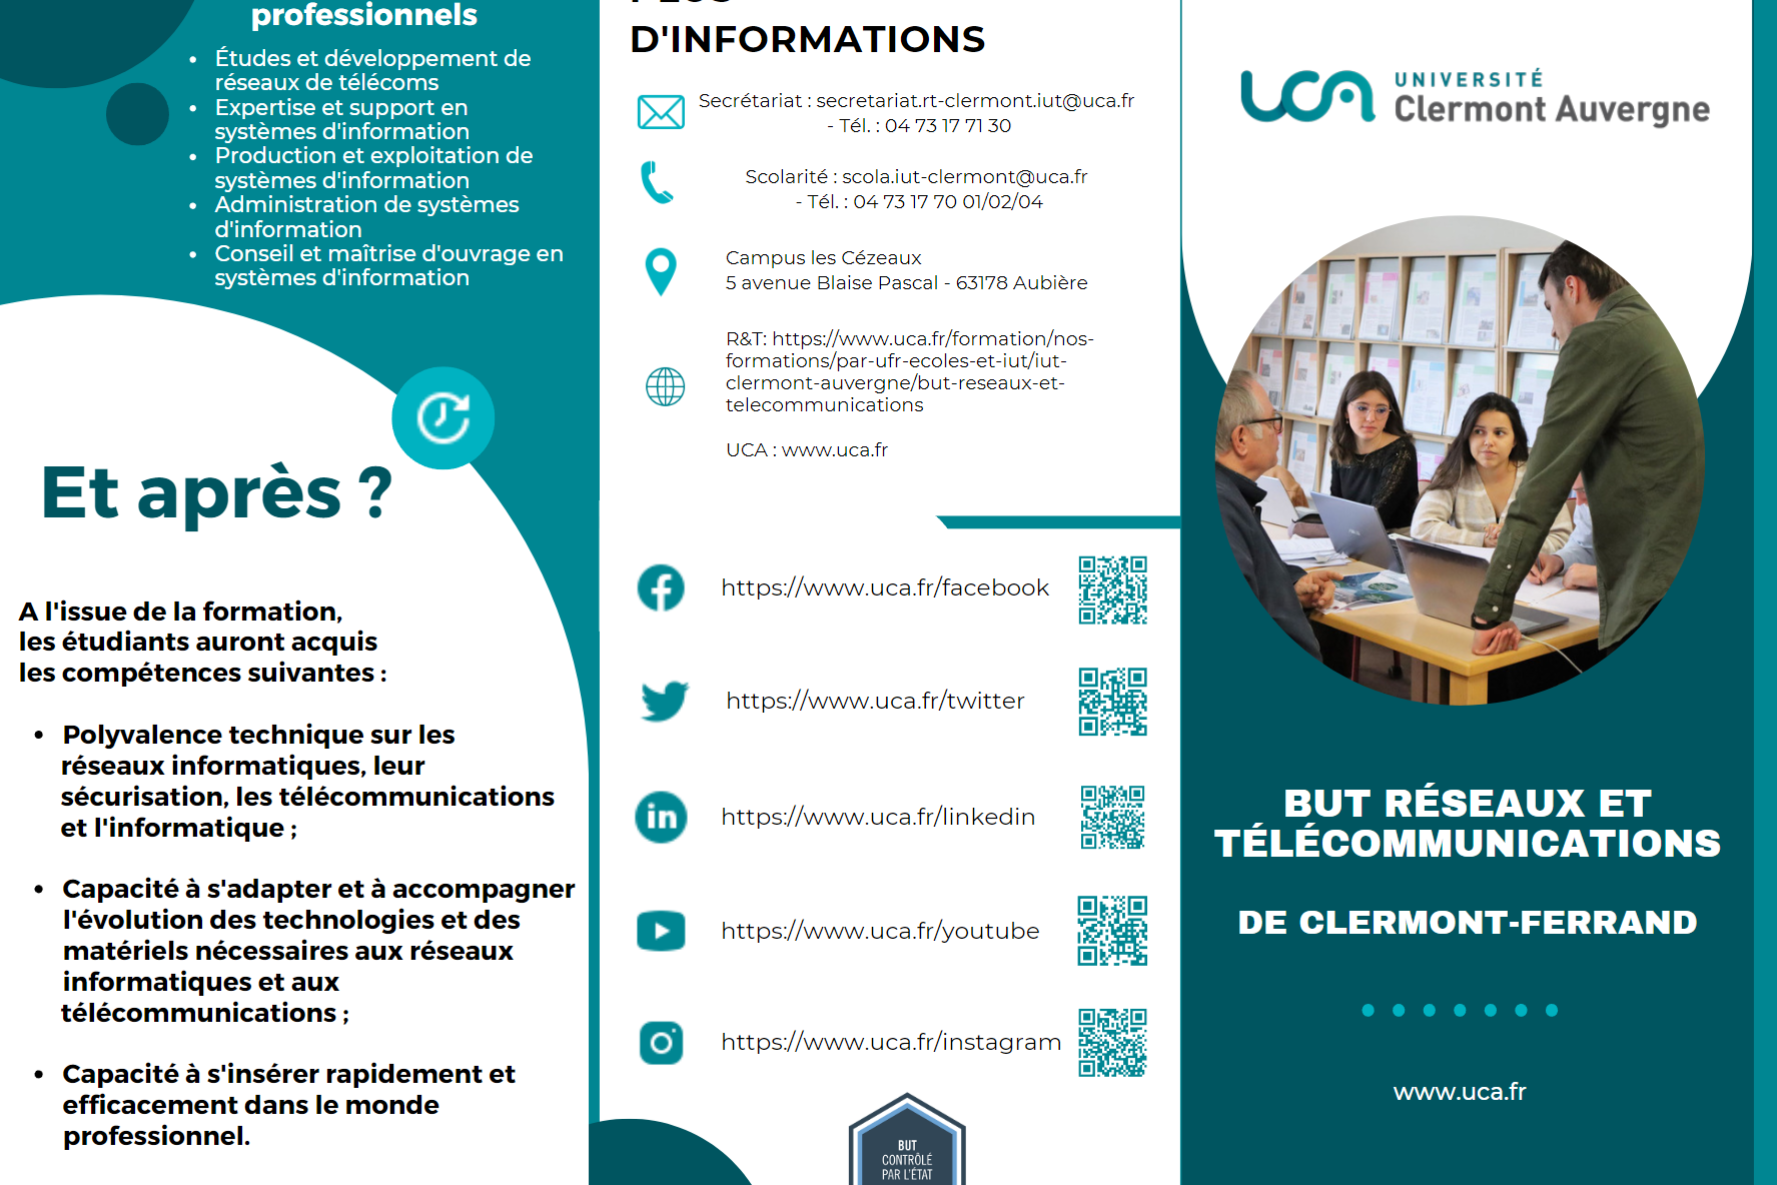 professionnels
• Études et développement de
réseaux de télécoms
• Expertise et support en
systèmes d'information
• Production et exploitation de
systèmes d'information
• Administration de systèmes
d'information
• Conseil et maîtrise d'ouvrage en
systèmes d'information
Et après ?
A l'issue de la formation,
les étudiants auront acquis
les compétences suivantes :
• Polyvalence technique sur les
réseaux informatiques, leur
sécurisation, les télécommunications
et l'informatique ;
• Capacité à s'adapter et à accompagner
l'évolution des technologies et des
matériels nécessaires aux réseaux
informatiques et aux
télécommunications ;
• Capacité à s'insérer rapidement et
efficacement dans le monde
professionnel.
D'INFORMATIONS
Secrétariat : secretariat.rt-clermont.iut@uca.fr
- Tél. : 04 73 17 71 30
Scolarité : scola.iut-clermont@uca.fr
- Tél. : 04 73 17 70 01/02/04
Campus les Cézeaux
5 avenue Blaise Pascal - 63178 Aubière
R&T: https://www.uca.fr/formation/nos-
formations/par-ufr-ecoles-et-iut/iut-
clermont-auvergne/but-reseaux-et-
telecommunications
UCA : www.uca.fr
https://www.uca.fr/facebook
https://www.uca.fr/twitter
in https://www.uca.fr/linkedin
https://www.uca.fr/youtube
https://www.uca.fr/instagram
BUT
CONTRÔLÉ
PAR L'ÉTAT
UCA UNIVERSITÉ
Clermont Auvergne
BUT RÉSEAUX ET
TÉLÉCOMMUNICATIONS
DE CLERMONT-FERRAND
www.uca.fr